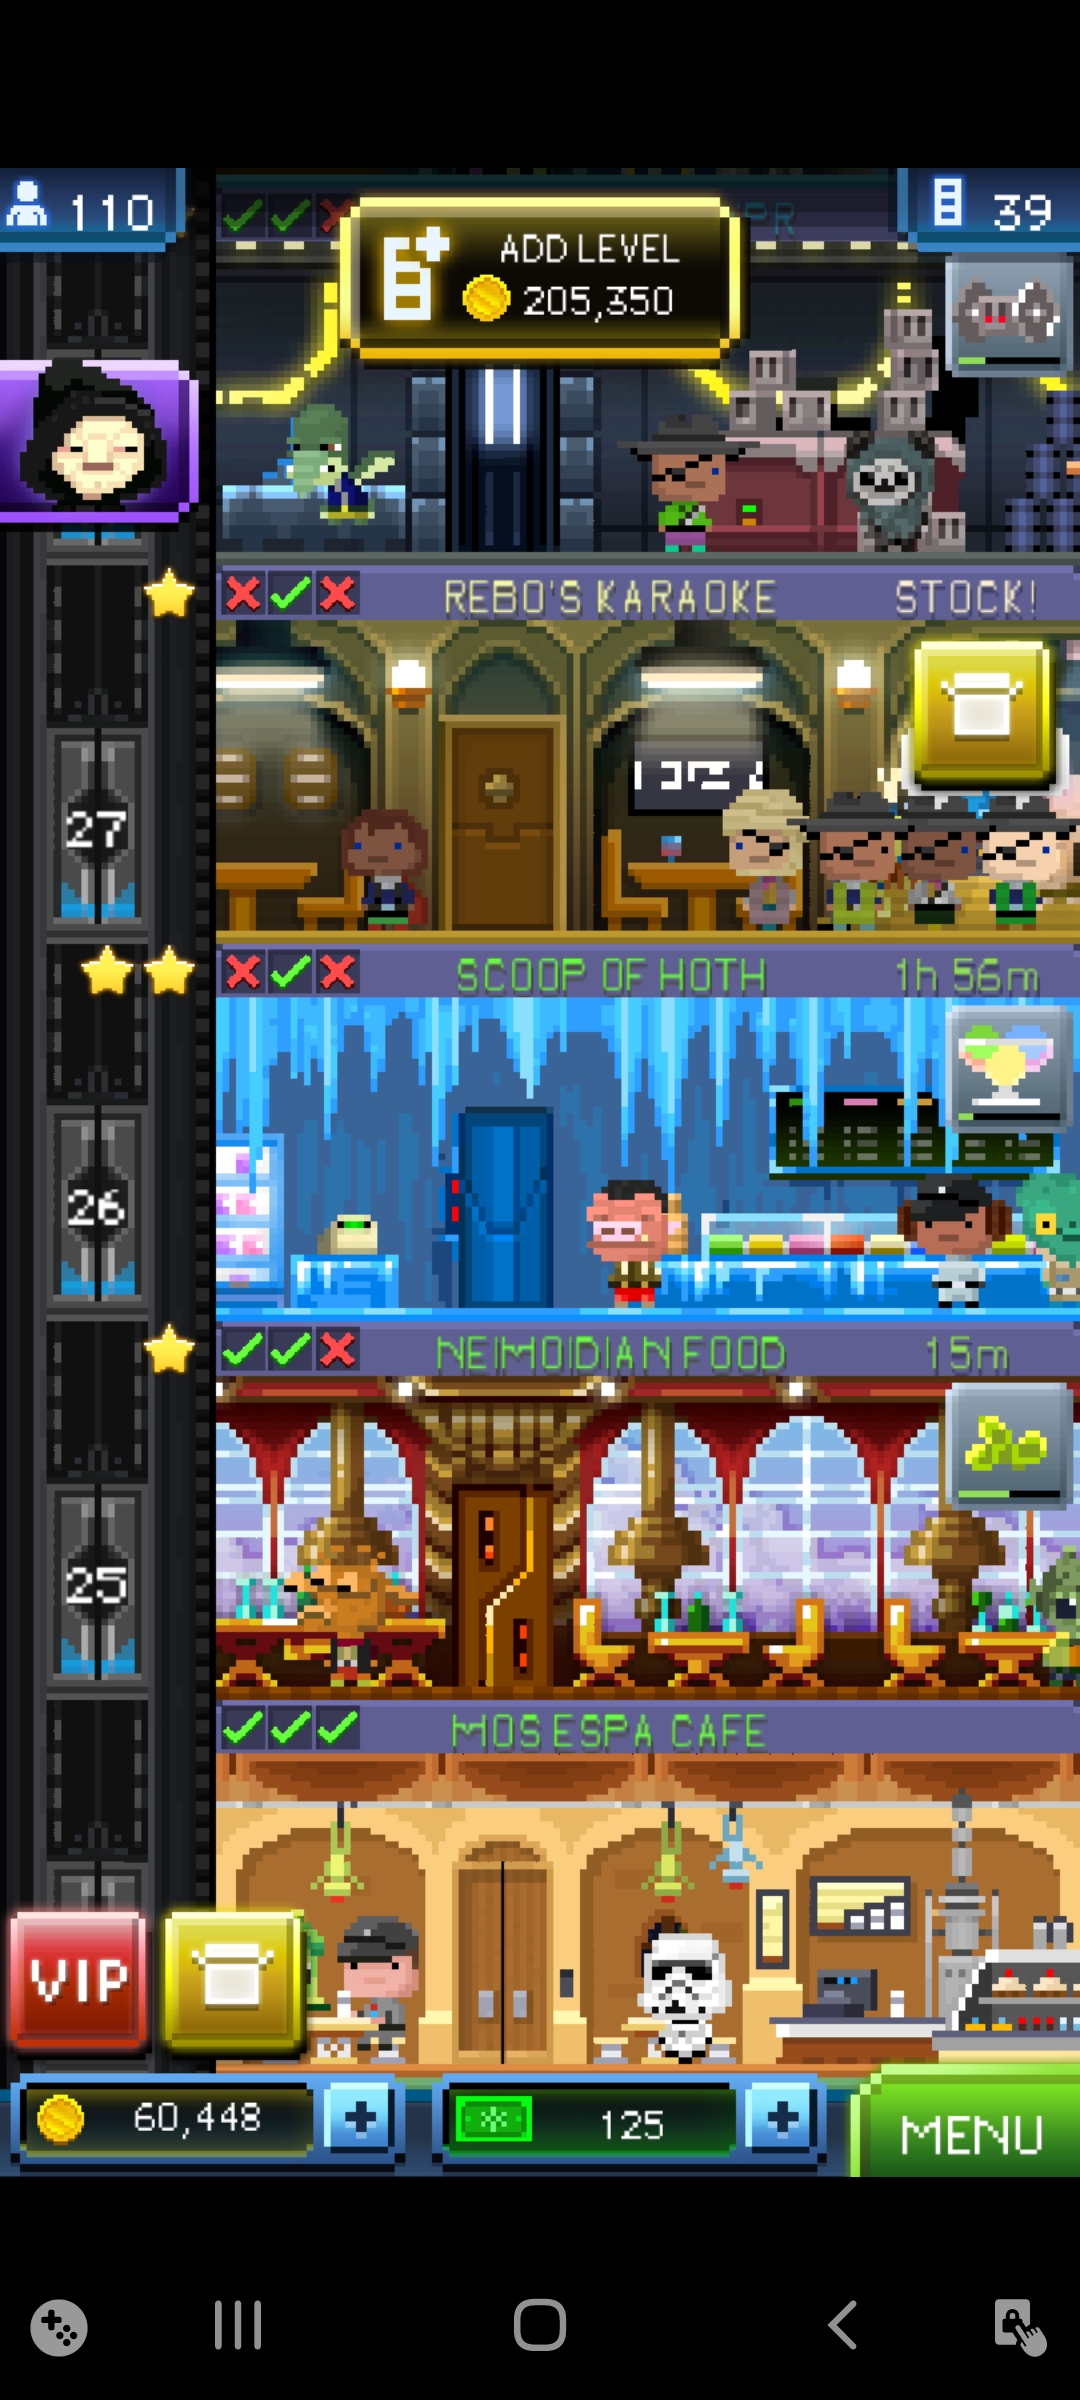 110
39
ADD LEVEL
205,350
REBO'S KARAOKE STOCK!
27
SCOOP OF HOTH 1h 56m
26
NEIMOIDIAN FOOD 15m
25
MOS ESPA CAFE
VIP
60,448
125
MENU